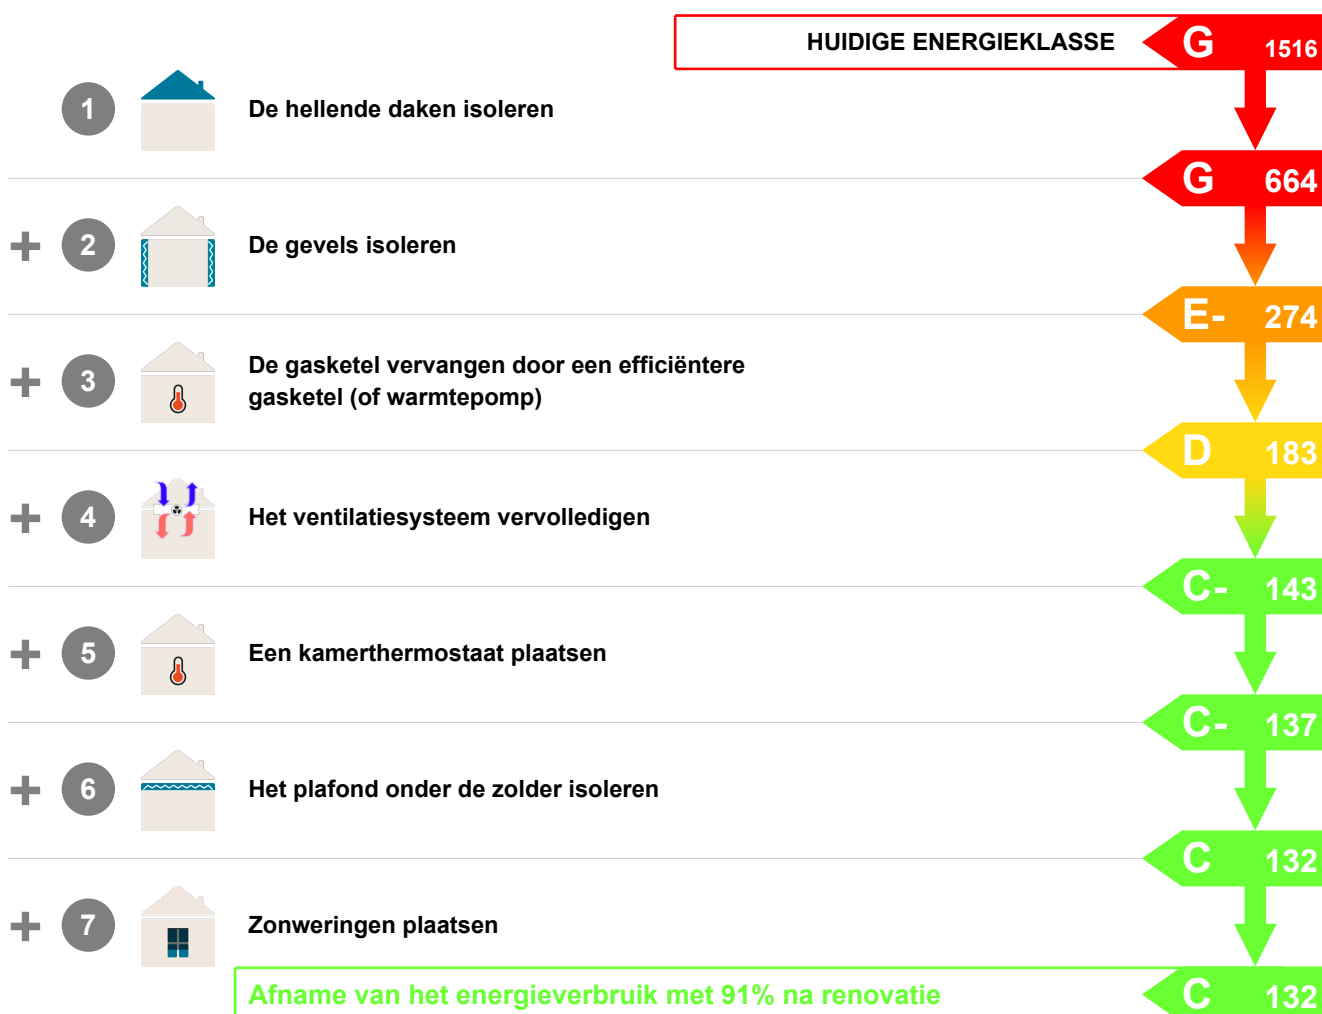 HUIDIGE ENERGIEKLASSE G 1516
1 De hellende daken isoleren
G 664
+ 2 De gevels isoleren
E- 274
+ 3 De gasketel vervangen door een efficiëntere
gasketel (of warmtepomp)
D 183
+ 4 Het ventilatiesysteem vervolledigen
C- 143
+ 5 Een kamerthermostaat plaatsen
C- 137
+ 6 Het plafond onder de zolder isoleren
C 132
+ 7 Zonweringen plaatsen
Afname van het energieverbruik met 91% na renovatie C 132